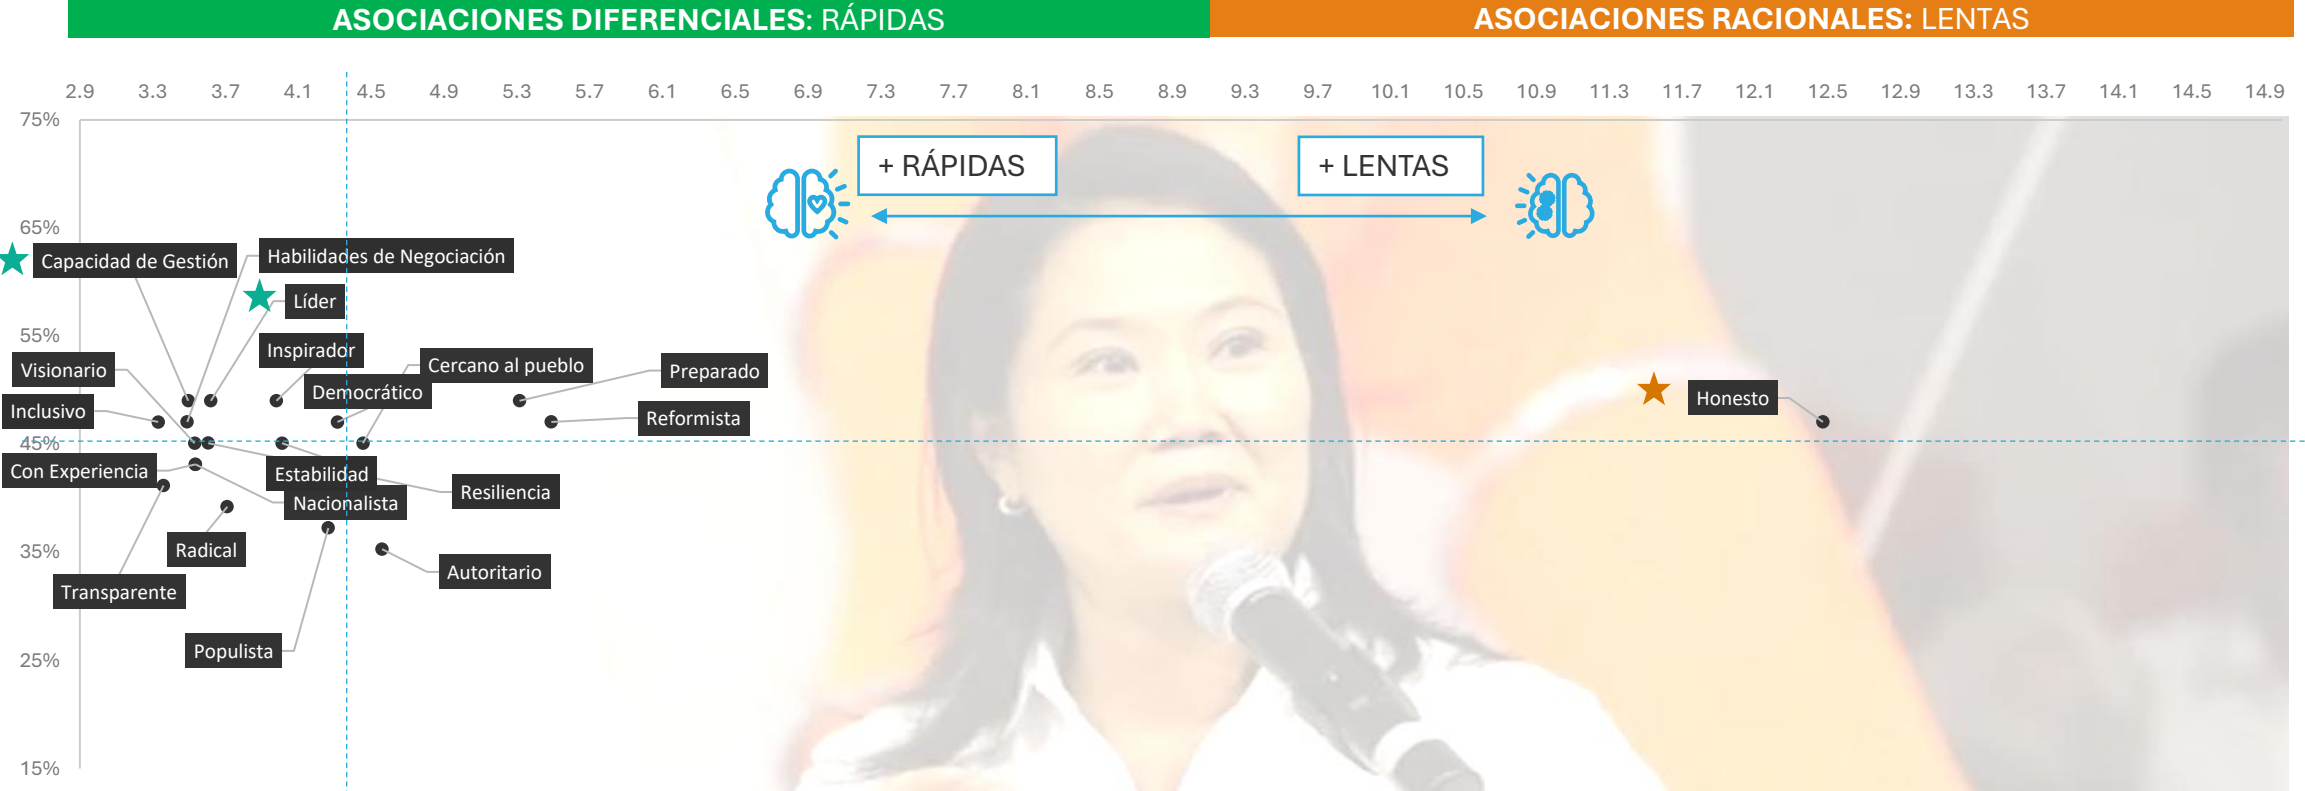 ASOCIACIONES DIFERENCIALES: RÁPIDAS
ASOCIACIONES RACIONALES: LENTAS
2.9 3.3 3.7 4.1 4.5 4.9 5.3 5.7 6.1 6.5 6.9 7.3 7.7 8.1 8.5 8.9 9.3 9.7 10.1 10.5 10.9 11.3 11.7 12.1 12.5 12.9 13.3 13.7 14.1 14.5 14.9
75%
+ RÁPIDAS
+ LENTAS
65%
Capacidad de Gestión
Habilidades de Negociación
Líder
55%
Inspirador
Visionario
Cercano al pueblo
Preparado
Democrático
Honesto
Inclusivo
Reformista
45%
Con Experiencia
Estabilidad
Resiliencia
Nacionalista
35%
Radical
Autoritario
Transparente
25%
Populista
15%